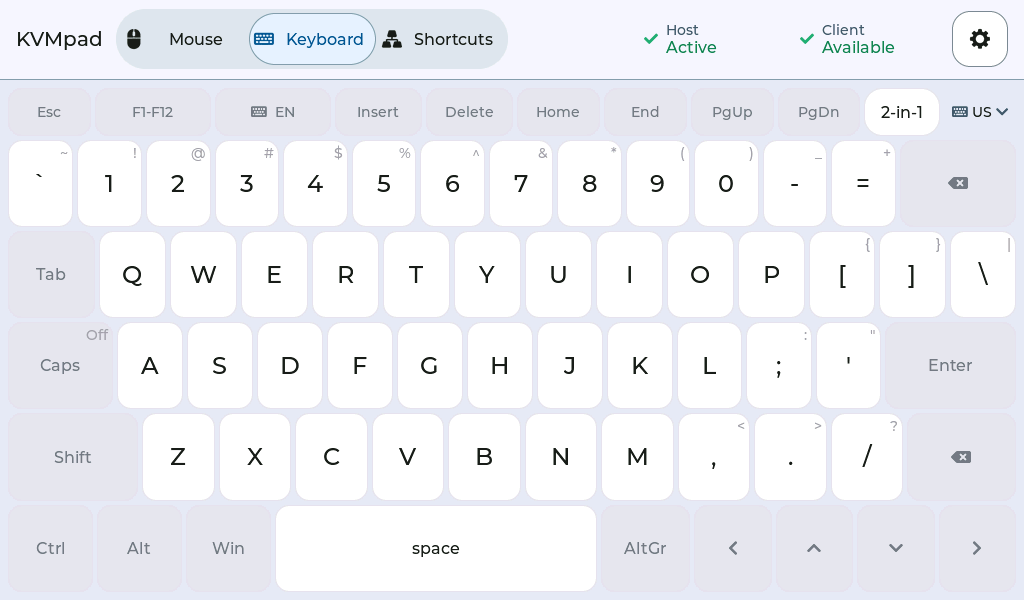 KVMpad Mouse Keyboard Shortcuts Host Active Client Available
Esc F1-F12 EN Insert Delete Home End PgUp PgDn 2-in-1 US
` ~ 1 ! 2 @ 3 # 4 $ 5 % 6 ^ 7 & 8 * 9 ( 0 ) - _ = +
Tab Q W E R T Y U I O P [ { ] } \ |
Caps Off A S D F G H J K L ; : ' " Enter
Shift Z X C V B N M , < . > / ?
Ctrl Alt Win space AltGr